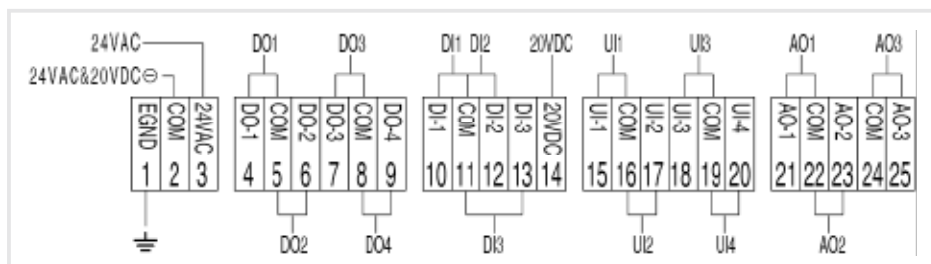 24VAC DO1 DO3 DI1 DI2 20VDC UI1 UI3 AO1 AO3
24VAC&20VDC⊖
EGND COM 24VAC DO-1 COM DO-2 DO-3 COM DO-4 DI-1 COM DI-2 DI-3 20VDC UI-1 COM UI-2 UI-3 COM UI-4 AO-1 COM AO-2 COM AO-3
1 2 3 4 5 6 7 8 9 10 11 12 13 14 15 16 17 18 19 20 21 22 23 24 25
DO2 DO4 DI3 UI2 UI4 AO2